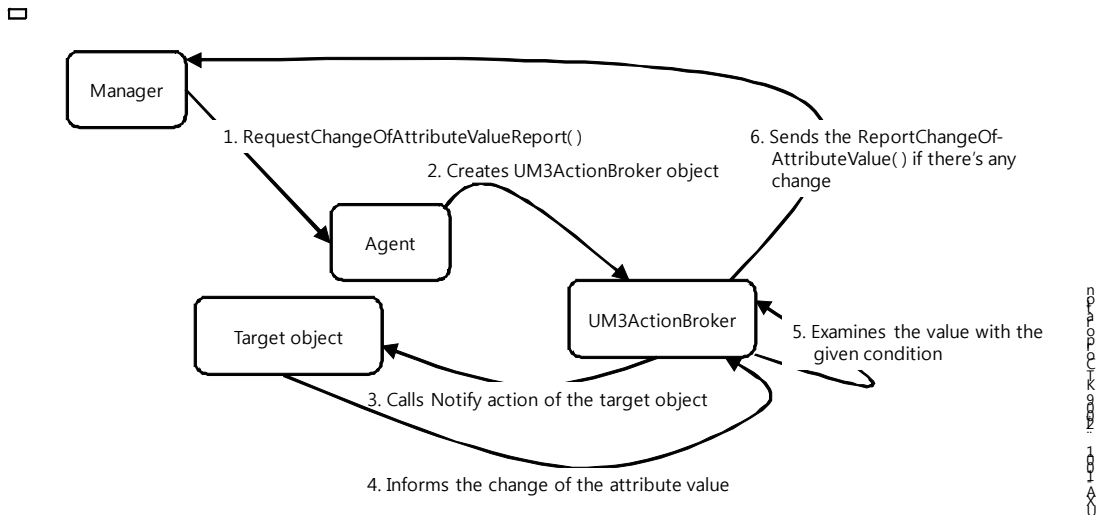 Manager
1. RequestChangeOfAttributeValueReport( )
6. Sends the ReportChangeOf-
AttributeValue( ) if there's any
change
2. Creates UM3ActionBroker object
Agent
Target object
UM3ActionBroker
5. Examines the value with the
given condition
3. Calls Notify action of the target object
4. Informs the change of the attribute value